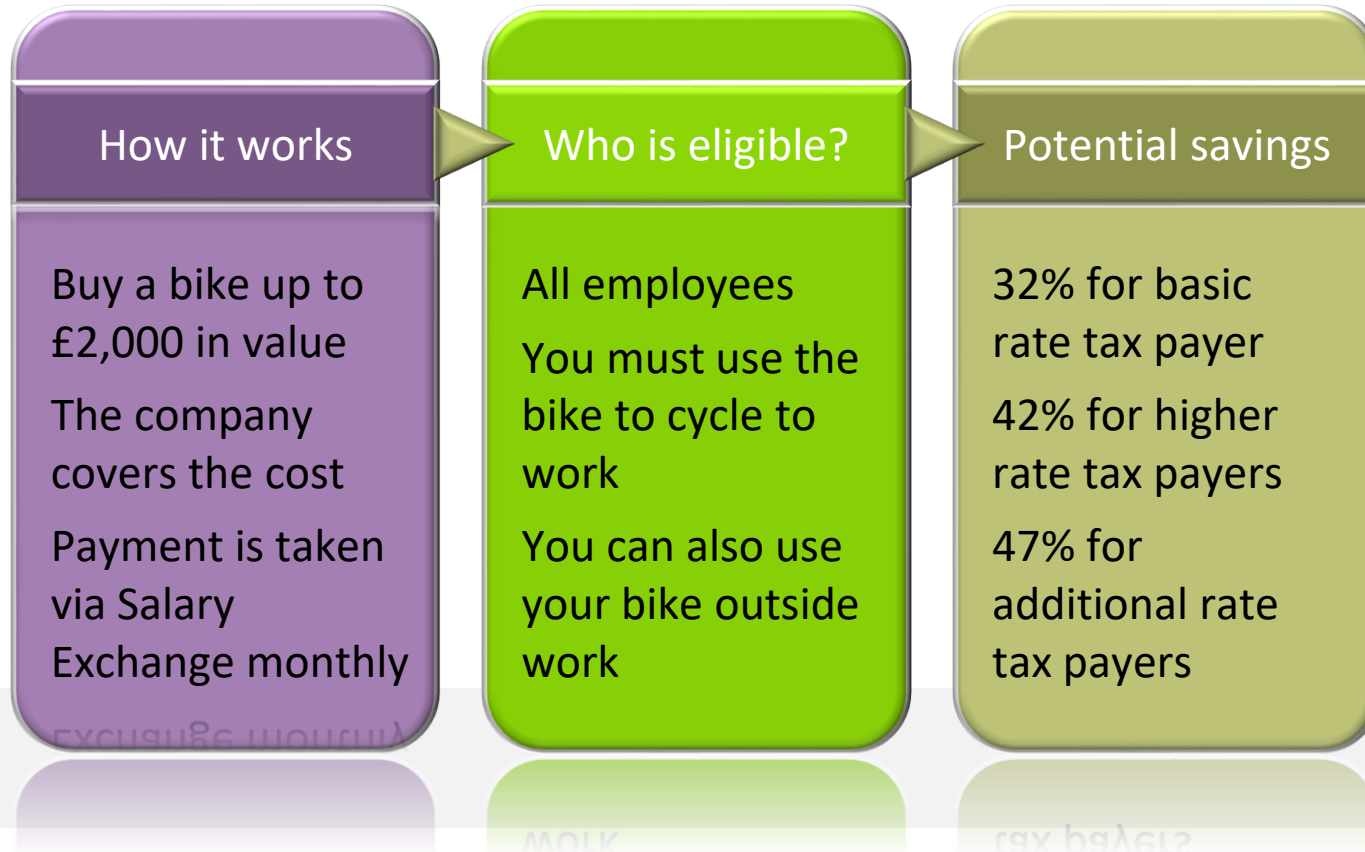 How it works
Buy a bike up to
£2,000 in value
The company
covers the cost
Payment is taken
via Salary
Exchange monthly
Who is eligible?
All employees
You must use the
bike to cycle to
work
You can also use
your bike outside
work
Potential savings
32% for basic
rate tax payer
42% for higher
rate tax payers
47% for
additional rate
tax payers